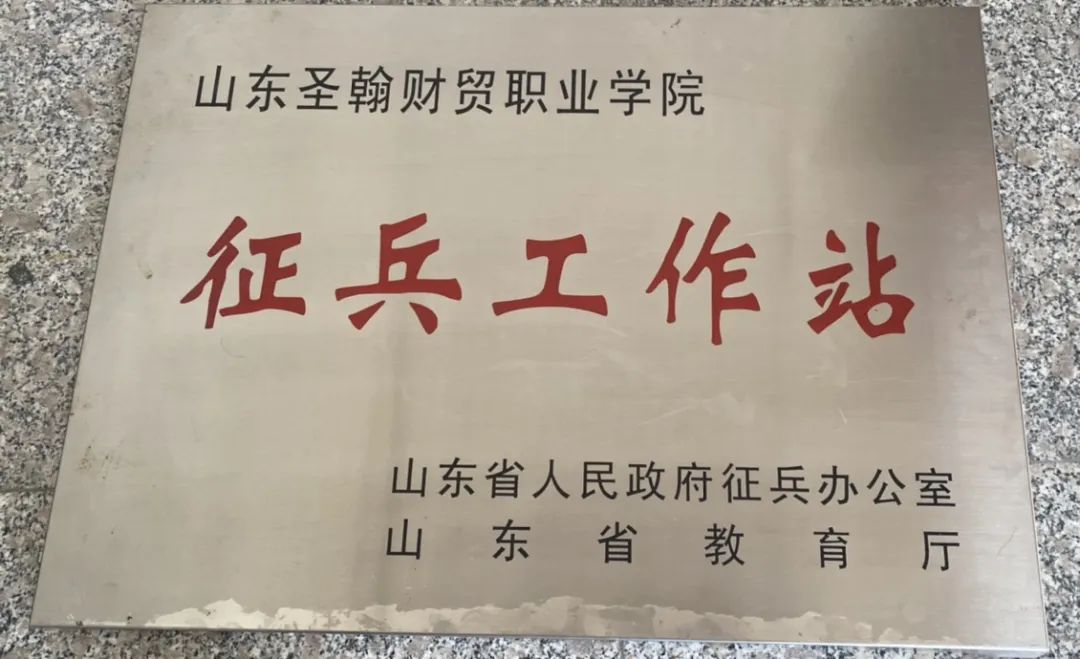 山东圣翰财贸职业学院
征兵工作站
山东省人民政府征兵办公室
山东省教育厅